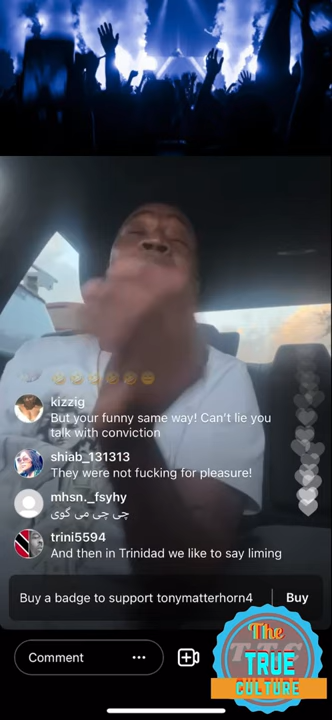 kizzig
But your funny same way! Can't lie you
talk with conviction
shiab_131313
They were not fucking for pleasure!
mhsn._fsyhy
چی چی می گوی
trini5594
And then in Trinidad we like to say liming
Buy a badge to support tonymatterhorn4
Buy
Comment
The
TRUE
CULTURE